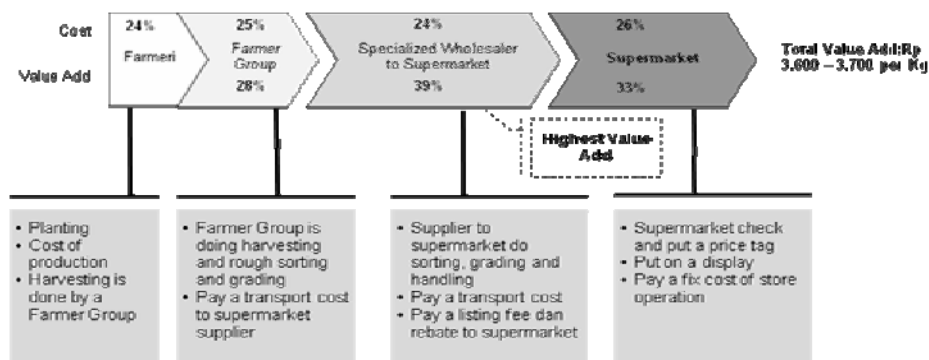 Cost
24%
25%
24%
26%
Farmeri
Farmer
Group
Specialized Wholesaler
to Supermarket
Supermarket
Value Add
28%
39%
33%
Total Value Add:Rp
3.600 – 3.700 per Kg
Highest Value
Add
• Planting
• Cost of
production
• Harvesting is
done by a
Farmer Group
• Farmer Group is
doing harvesting
and rough sorting
and grading
• Pay a transport cost
to supermarket
supplier
• Supplier to
supermarket do
sorting, grading and
handling
• Pay a transport cost
• Pay a listing fee dan
rebate to supermarket
• Supermarket check
and put a price tag
• Put on a display
• Pay a fix cost of store
operation